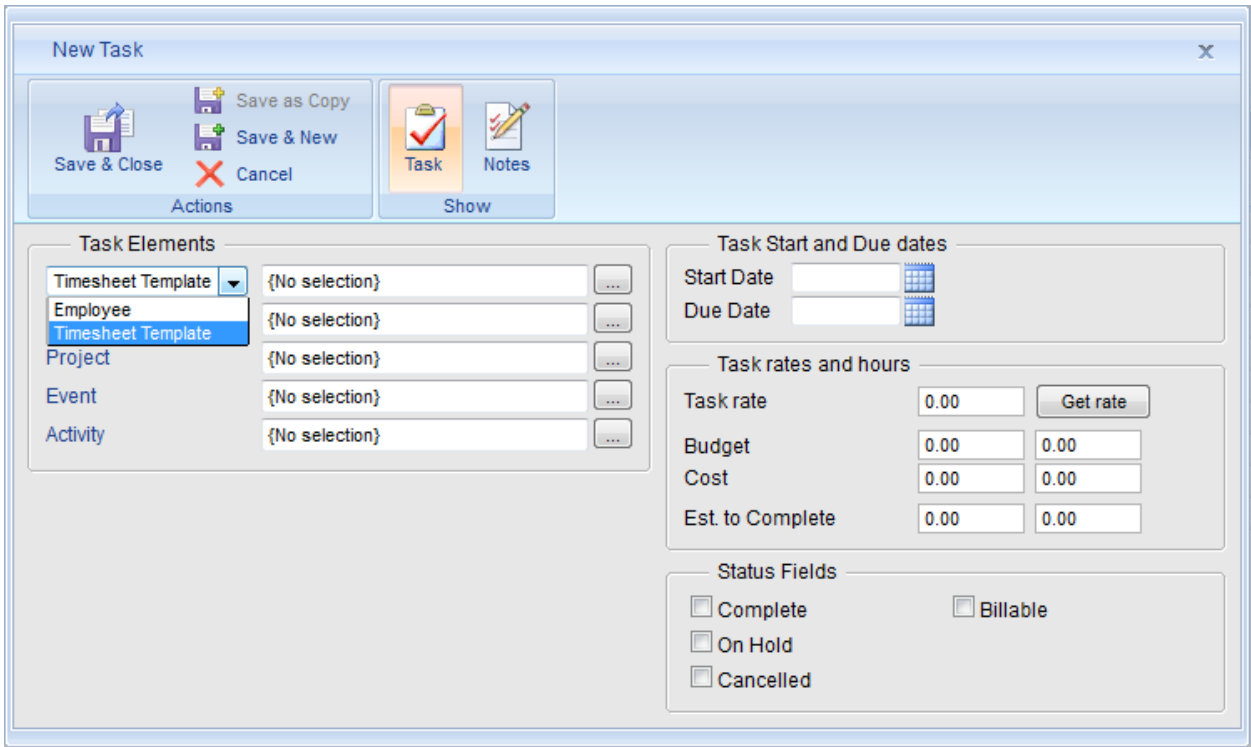 New Task
x
Save & Close
Save as Copy
Save & New
Cancel
Actions
Task
Notes
Show
Task Elements
Timesheet Template {No selection} ...
Employee
Timesheet Template
{No selection} ...
Project {No selection} ...
Event {No selection} ...
Activity {No selection} ...
Task Start and Due dates
Start Date
Due Date
Task rates and hours
Task rate 0.00 Get rate
Budget 0.00 0.00
Cost 0.00 0.00
Est. to Complete 0.00 0.00
Status Fields
Complete Billable
On Hold
Cancelled